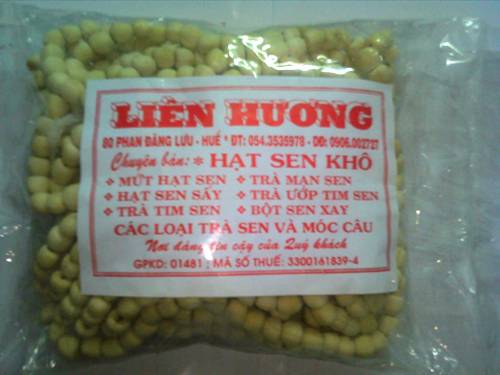 LIÊN HƯƠNG
80 PHAN ĐĂNG LƯU - HUẾ * ĐT: 054.3535978 - DĐ: 0906.002727
Chuyên bán: * HẠT SEN KHÔ
❖ MỨT HẠT SEN ❖ TRÀ MẠN SEN
❖ HẠT SEN SẤY ❖ TRÀ ƯỚP TIM SEN
❖ TRÀ TIM SEN ❖ BỘT SEN XAY
CÁC LOẠI TRÀ SEN VÀ MÓC CÂU
Nơi đáng tin cậy của Quý khách
GPKD: 01481 ; MÃ SỐ THUẾ: 3300161839-4